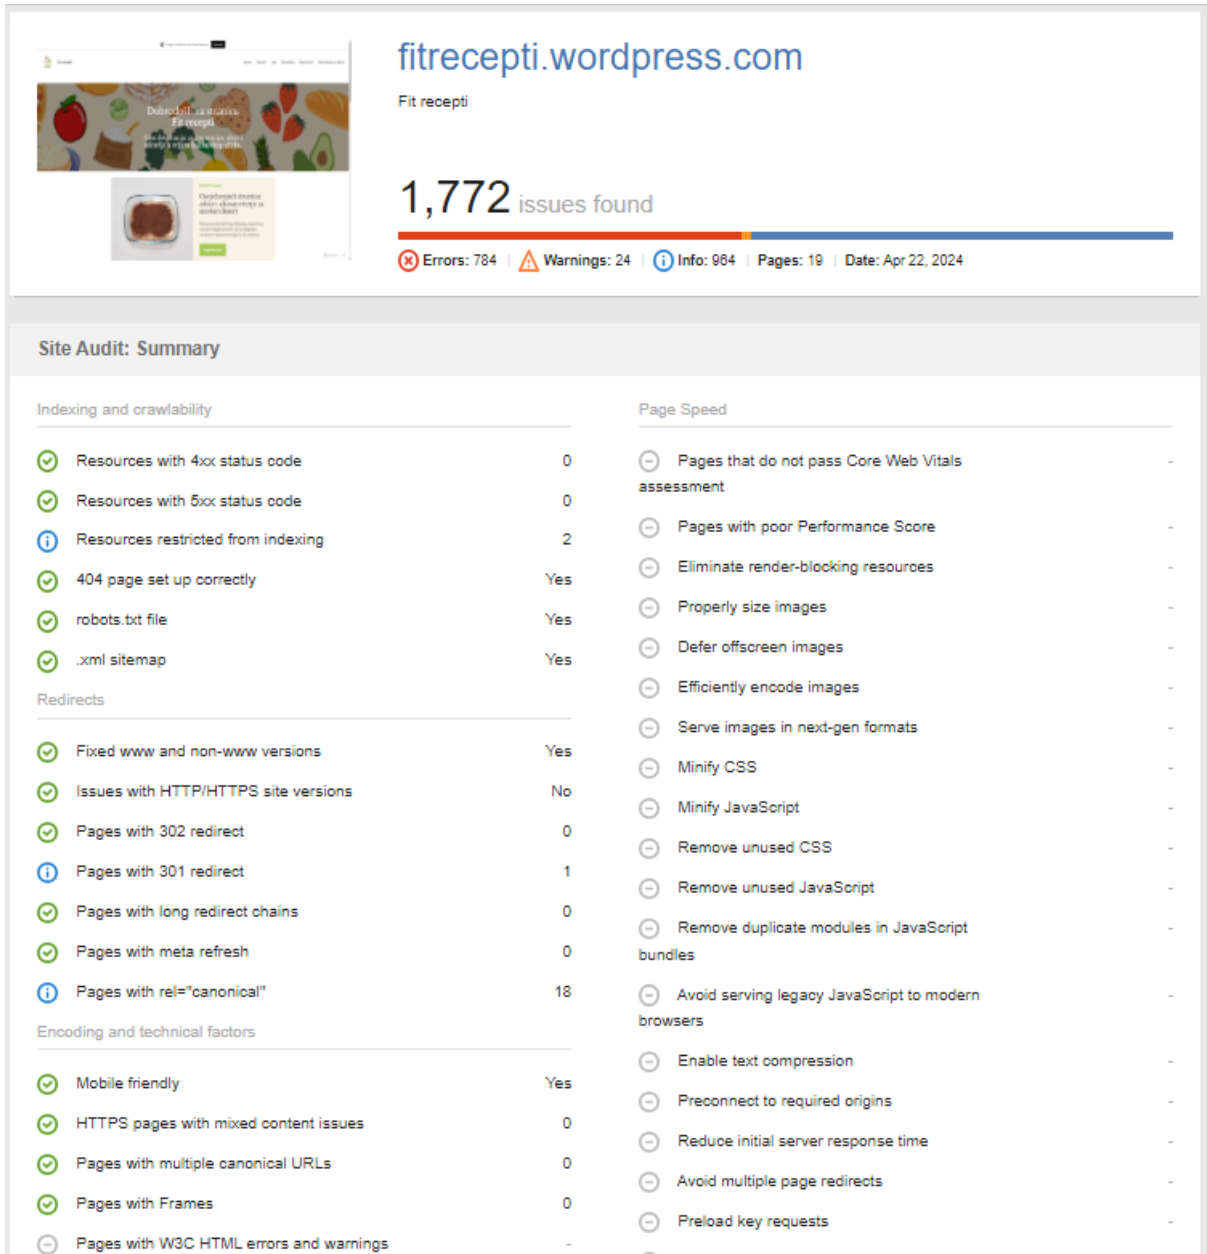 fitrecepti.wordpress.com
Fit recepti
1,772 issues found
Errors: 784 Warnings: 24 Info: 964 Pages: 19 Date: Apr 22, 2024
Dobrodošli na stranicu
Fit recepti
Site Audit: Summary
Indexing and crawlability
Resources with 4xx status code 0
Resources with 5xx status code 0
Resources restricted from indexing 2
404 page set up correctly Yes
robots.txt file Yes
.xml sitemap Yes
Redirects
Fixed www and non-www versions Yes
Issues with HTTP/HTTPS site versions No
Pages with 302 redirect 0
Pages with 301 redirect 1
Pages with long redirect chains 0
Pages with meta refresh 0
Pages with rel="canonical" 18
Encoding and technical factors
Mobile friendly Yes
HTTPS pages with mixed content issues 0
Pages with multiple canonical URLs 0
Pages with Frames 0
Pages with W3C HTML errors and warnings -
Page Speed
Pages that do not pass Core Web Vitals -
assessment
Pages with poor Performance Score -
Eliminate render-blocking resources -
Properly size images -
Defer offscreen images -
Efficiently encode images -
Serve images in next-gen formats -
Minify CSS -
Minify JavaScript -
Remove unused CSS -
Remove unused JavaScript -
Remove duplicate modules in JavaScript -
bundles
Avoid serving legacy JavaScript to modern -
browsers
Enable text compression -
Preconnect to required origins -
Reduce initial server response time -
Avoid multiple page redirects -
Preload key requests -